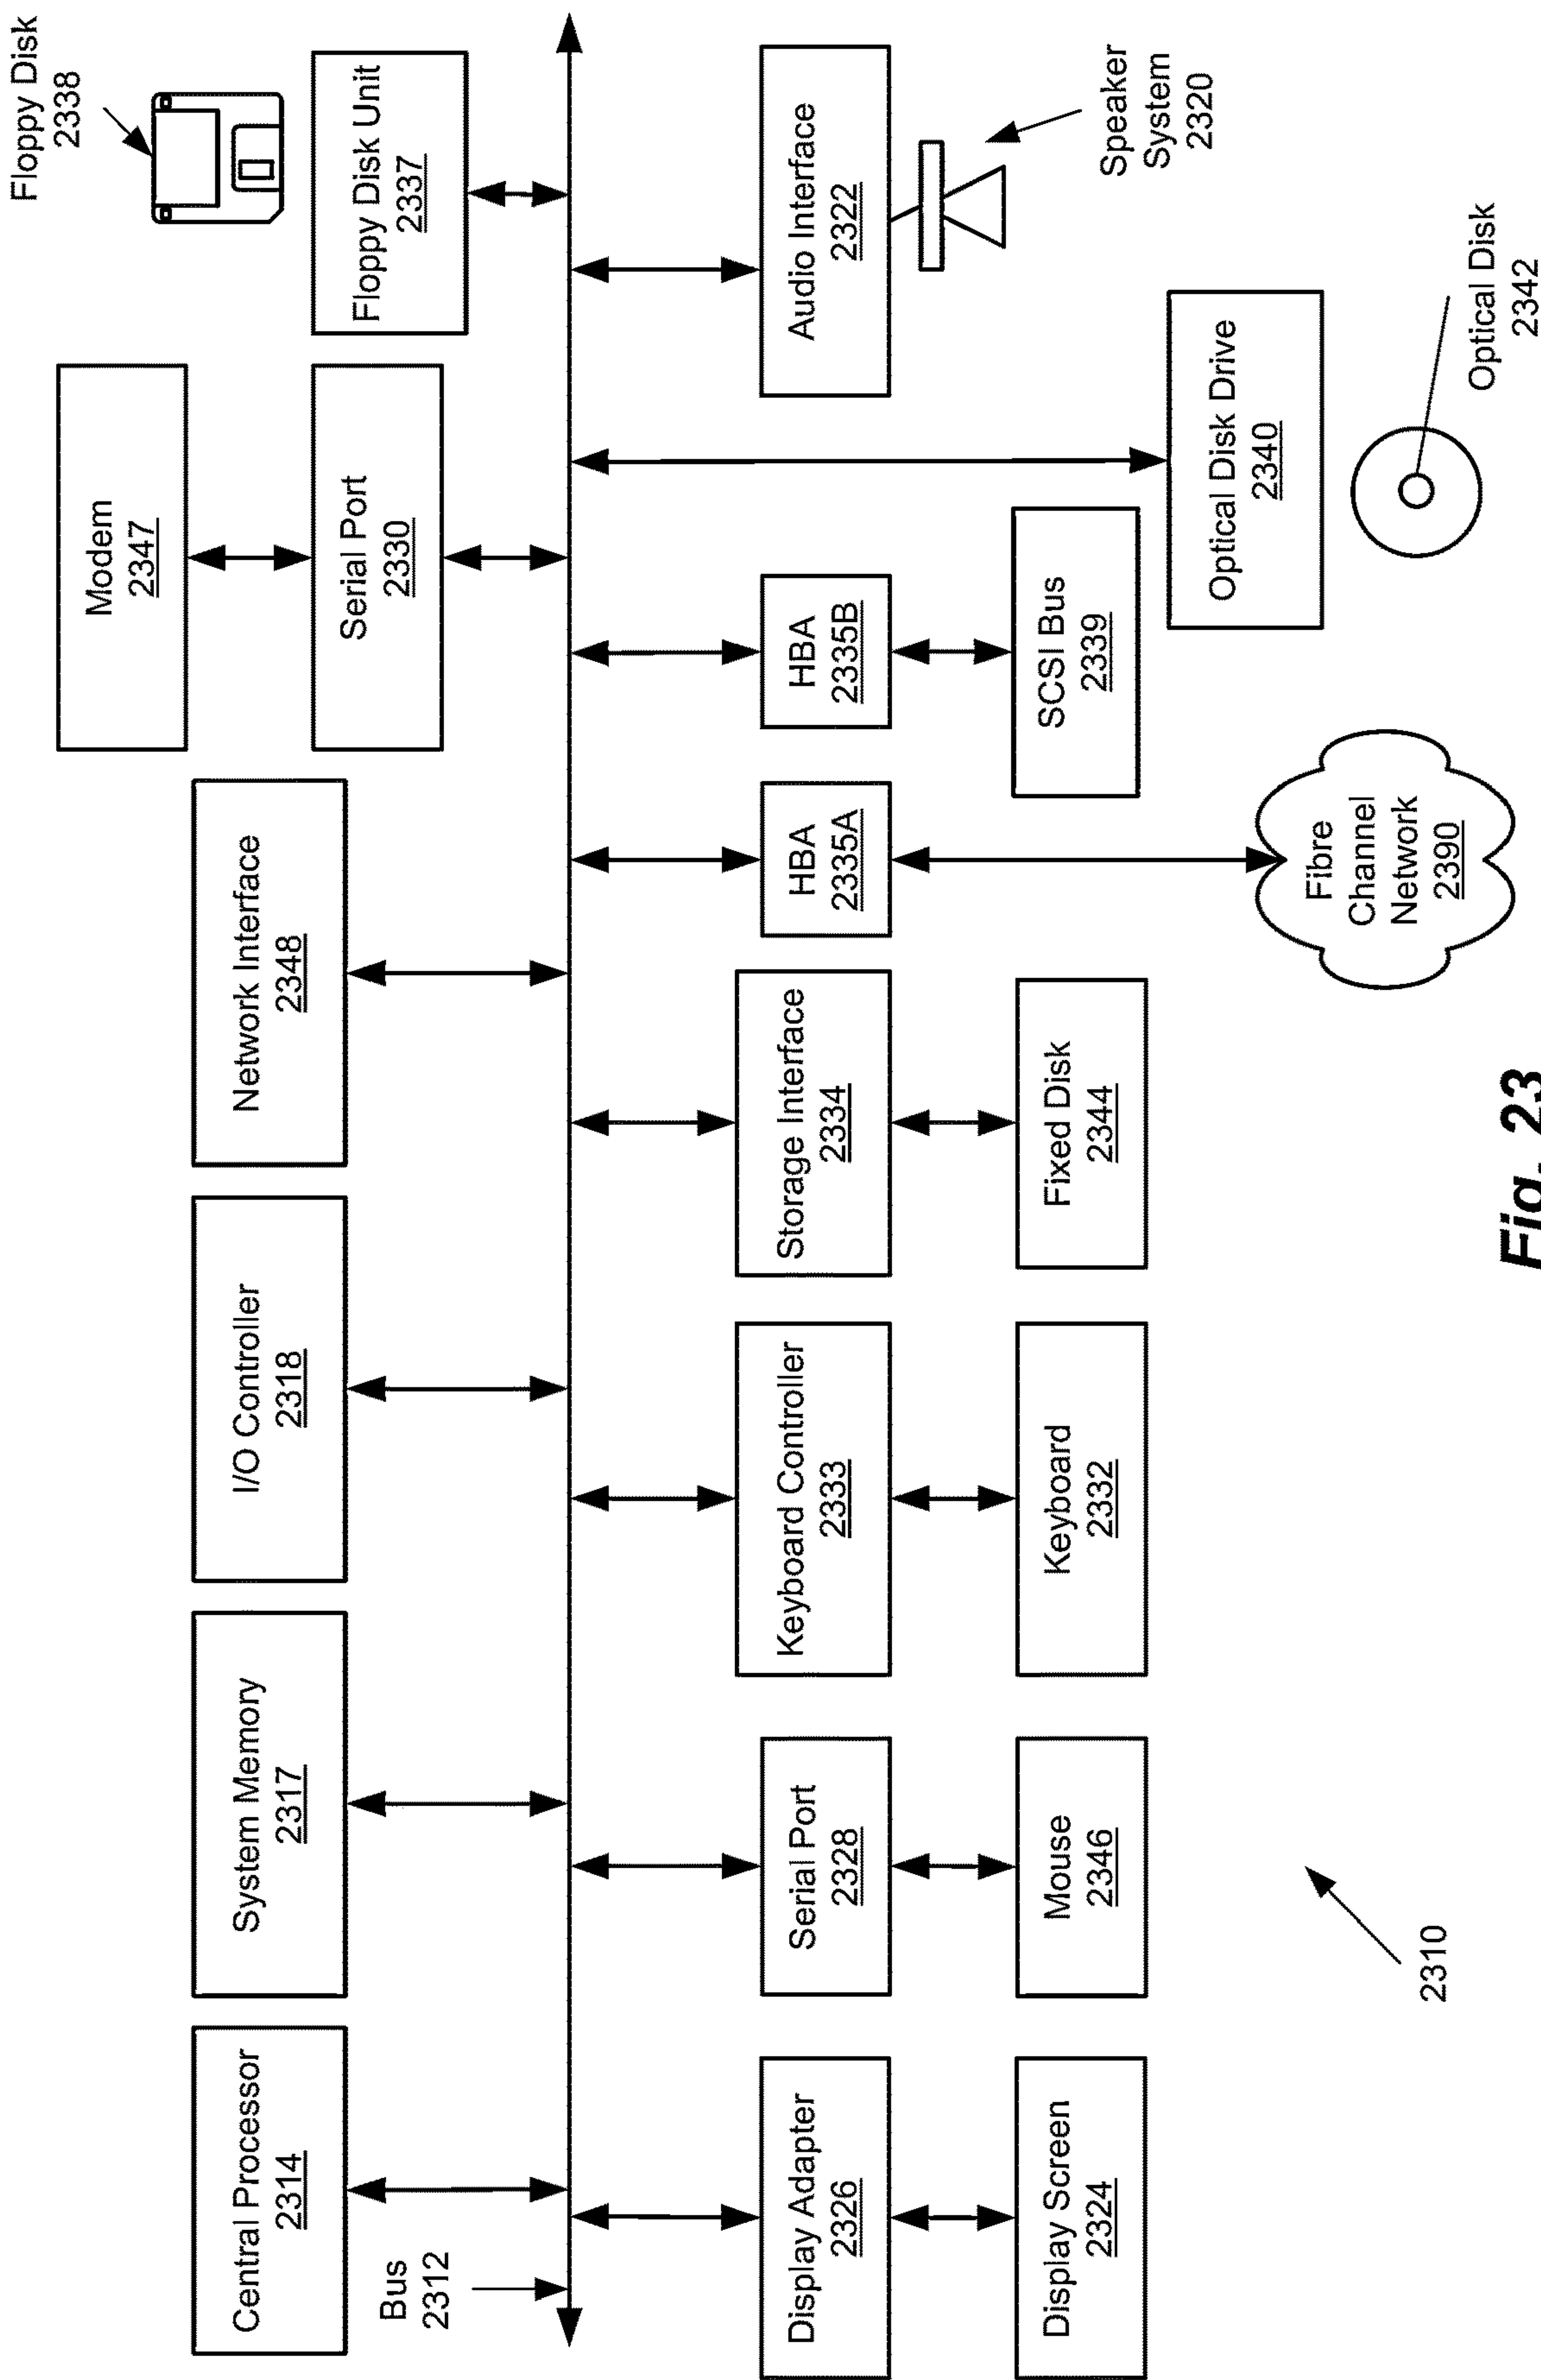 Modem
2347
Floppy Disk
2338
Central Processor
2314
System Memory
2317
I/O Controller
2318
Network Interface
2348
Serial Port
2330
Floppy Disk Unit
2337
Bus
2312
Display Adapter
2326
Serial Port
2328
Keyboard Controller
2333
Storage Interface
2334
HBA
2335A
HBA
2335B
Audio Interface
2322
Display Screen
2324
Mouse
2346
Keyboard
2332
Fixed Disk
2344
SCSI Bus
2339
Speaker
System
2320
Optical Disk Drive
2340
Fibre
Channel
Network
2390
Optical Disk
2342
2310
Fig. 23